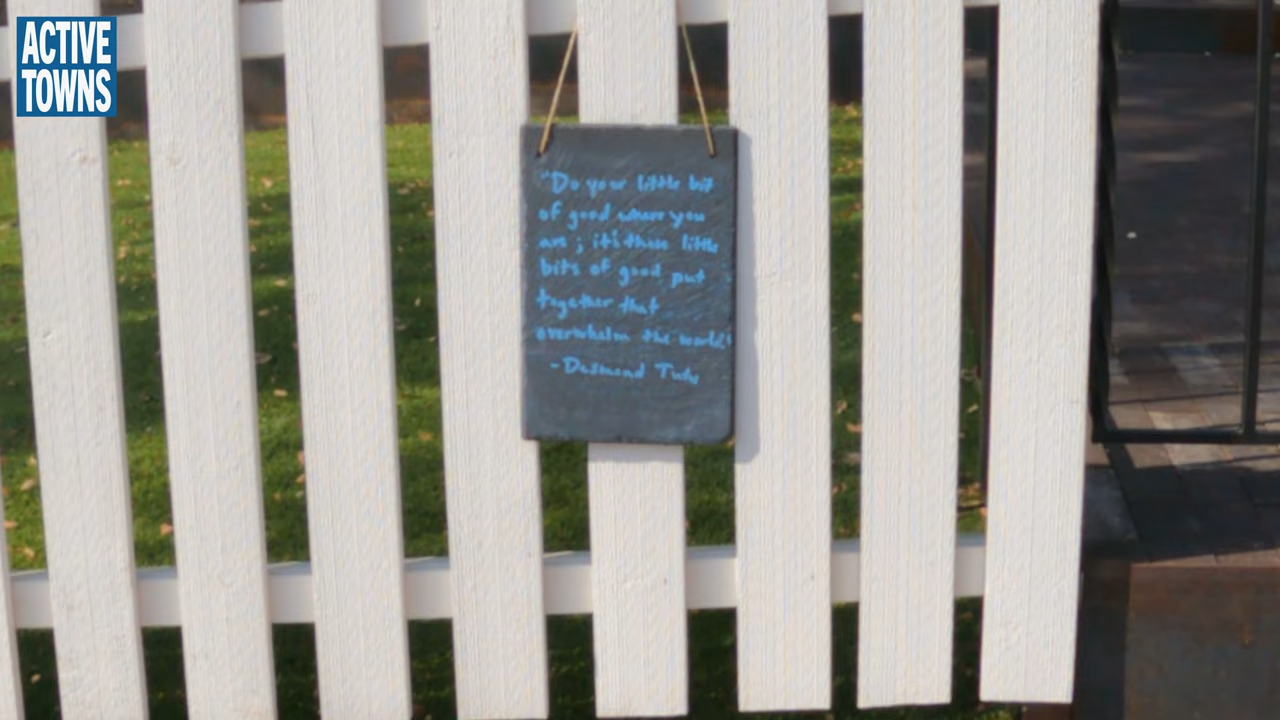 ACTIVE
TOWNS
"Do your little bit
of good where you
are; it's those little
bits of good put
together that
overwhelm the world."
-Desmond Tutu